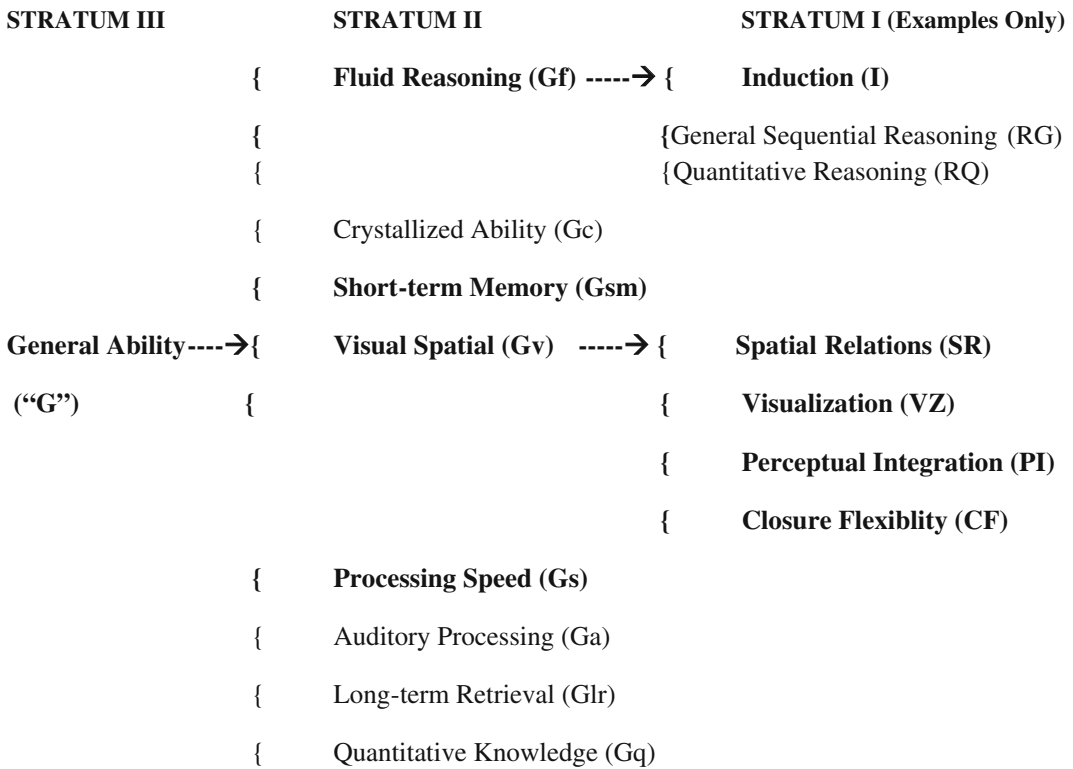 STRATUM III STRATUM II STRATUM I (Examples Only)
{ Fluid Reasoning (Gf) -----→ { Induction (I)
{ {General Sequential Reasoning (RG)
{ {Quantitative Reasoning (RQ)
{ Crystallized Ability (Gc)
{ Short-term Memory (Gsm)
General Ability----→{ Visual Spatial (Gv) -----→ { Spatial Relations (SR)
(“G”) { { Visualization (VZ)
{ Perceptual Integration (PI)
{ Closure Flexiblity (CF)
{ Processing Speed (Gs)
{ Auditory Processing (Ga)
{ Long-term Retrieval (Glr)
{ Quantitative Knowledge (Gq)